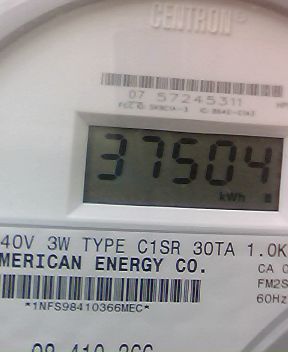 CENTRON®
07 57245311
37504
kWh
40V 3W TYPE C1SR 30TA 1.0K
MERICAN ENERGY CO.
CA 0
FM2S
60Hz
*1NFS98410366MEC*